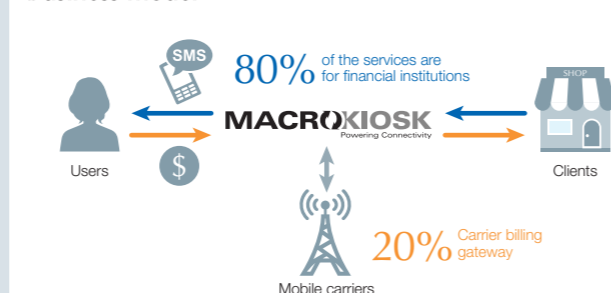 SMS
80% of the services are
for financial institutions
SHOP
MACROKIOSK
Powering Connectivity
Users
$
Clients
20% Carrier billing
gateway
Mobile carriers